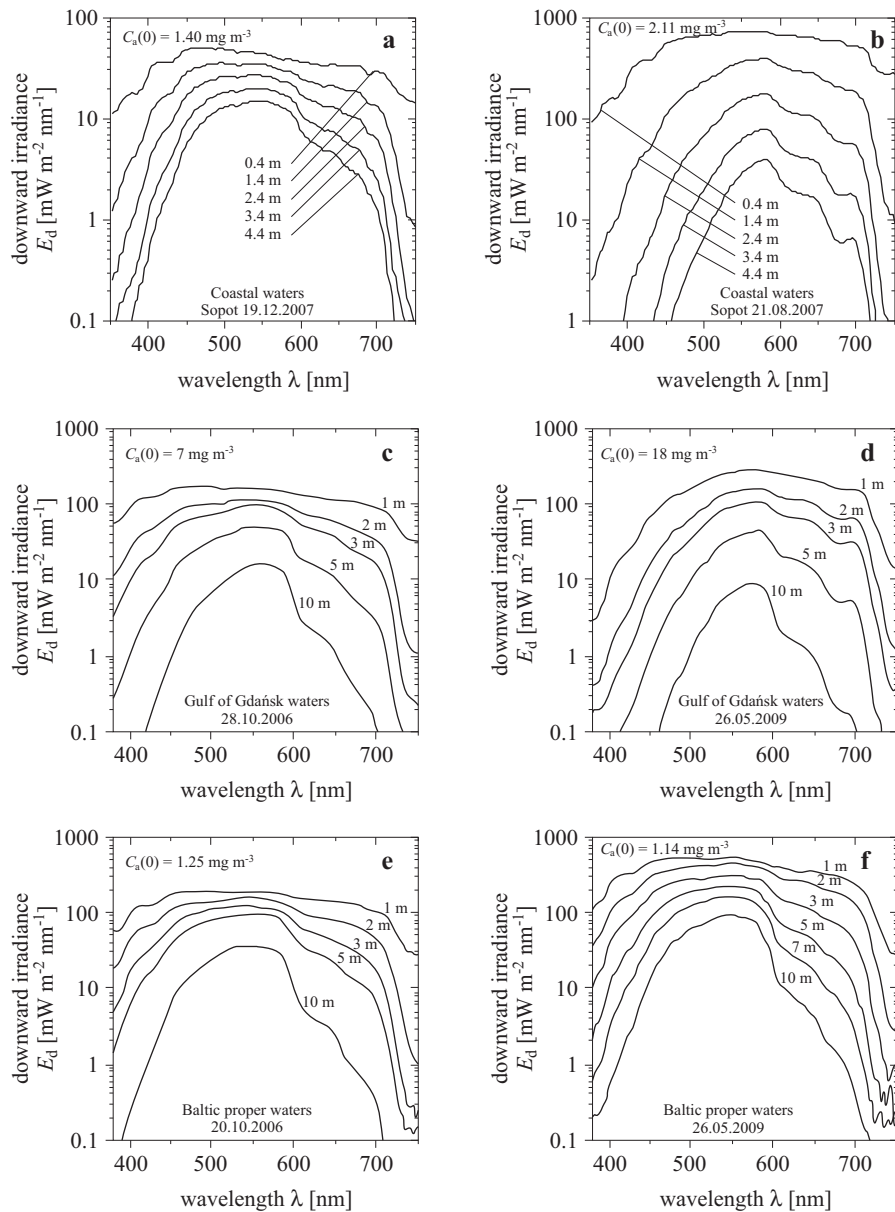 a
C_a(0) = 1.40 mg m⁻³
100
10
1
0.1
downward irradiance
E_d [mW m⁻² nm⁻¹]
0.4 m
1.4 m
2.4 m
3.4 m
4.4 m
Coastal waters
Sopot 19.12.2007
400 500 600 700
wavelength λ [nm]
b
C_a(0) = 2.11 mg m⁻³
1000
100
10
1
downward irradiance
E_d [mW m⁻² nm⁻¹]
0.4 m
1.4 m
2.4 m
3.4 m
4.4 m
Coastal waters
Sopot 21.08.2007
400 500 600 700
wavelength λ [nm]
c
C_a(0) = 7 mg m⁻³
1000
100
10
1
0.1
downward irradiance
E_d [mW m⁻² nm⁻¹]
1 m
2 m
3 m
5 m
10 m
Gulf of Gdańsk waters
28.10.2006
400 500 600 700
wavelength λ [nm]
d
C_a(0) = 18 mg m⁻³
1000
100
10
1
0.1
downward irradiance
E_d [mW m⁻² nm⁻¹]
1 m
2 m
3 m
5 m
10 m
Gulf of Gdańsk waters
26.05.2009
400 500 600 700
wavelength λ [nm]
e
C_a(0) = 1.25 mg m⁻³
1000
100
10
1
0.1
downward irradiance
E_d [mW m⁻² nm⁻¹]
1 m
2 m
3 m
5 m
10 m
Baltic proper waters
20.10.2006
400 500 600 700
wavelength λ [nm]
f
C_a(0) = 1.14 mg m⁻³
1000
100
10
1
0.1
downward irradiance
E_d [mW m⁻² nm⁻¹]
1 m
2 m
3 m
5 m
7 m
10 m
Baltic proper waters
26.05.2009
400 500 600 700
wavelength λ [nm]